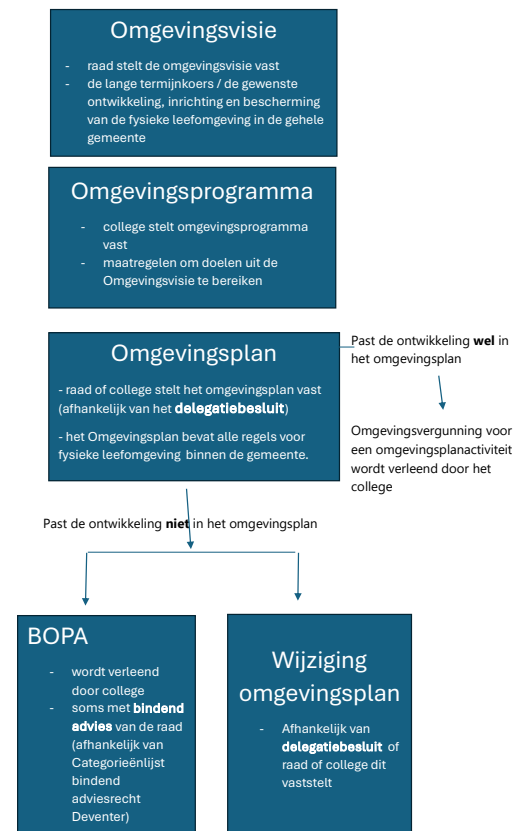 Omgevingsvisie
- raad stelt de omgevingsvisie vast
- de lange termijnkoers / de gewenste
ontwikkeling, inrichting en bescherming
van de fysieke leefomgeving in de gehele
gemeente
Omgevingsprogramma
- college stelt omgevingsprogramma
vast
- maatregelen om doelen uit de
Omgevingsvisie te bereiken
Omgevingsplan
- raad of college stelt het omgevingsplan vast
(afhankelijk van het delegatiebesluit)
- het Omgevingsplan bevat alle regels voor
fysieke leefomgeving binnen de gemeente.
Past de ontwikkeling wel in
het omgevingsplan
Omgevingsvergunning voor
een omgevingsplanactiviteit
wordt verleend door het
college
Past de ontwikkeling niet in het omgevingsplan
BOPA
- wordt verleend
door college
- soms met bindend
advies van de raad
(afhankelijk van
Categorieënlijst
bindend
adviesrecht
Deventer)
Wijziging
omgevingsplan
- Afhankelijk van
delegatiebesluit of
raad of college dit
vaststelt